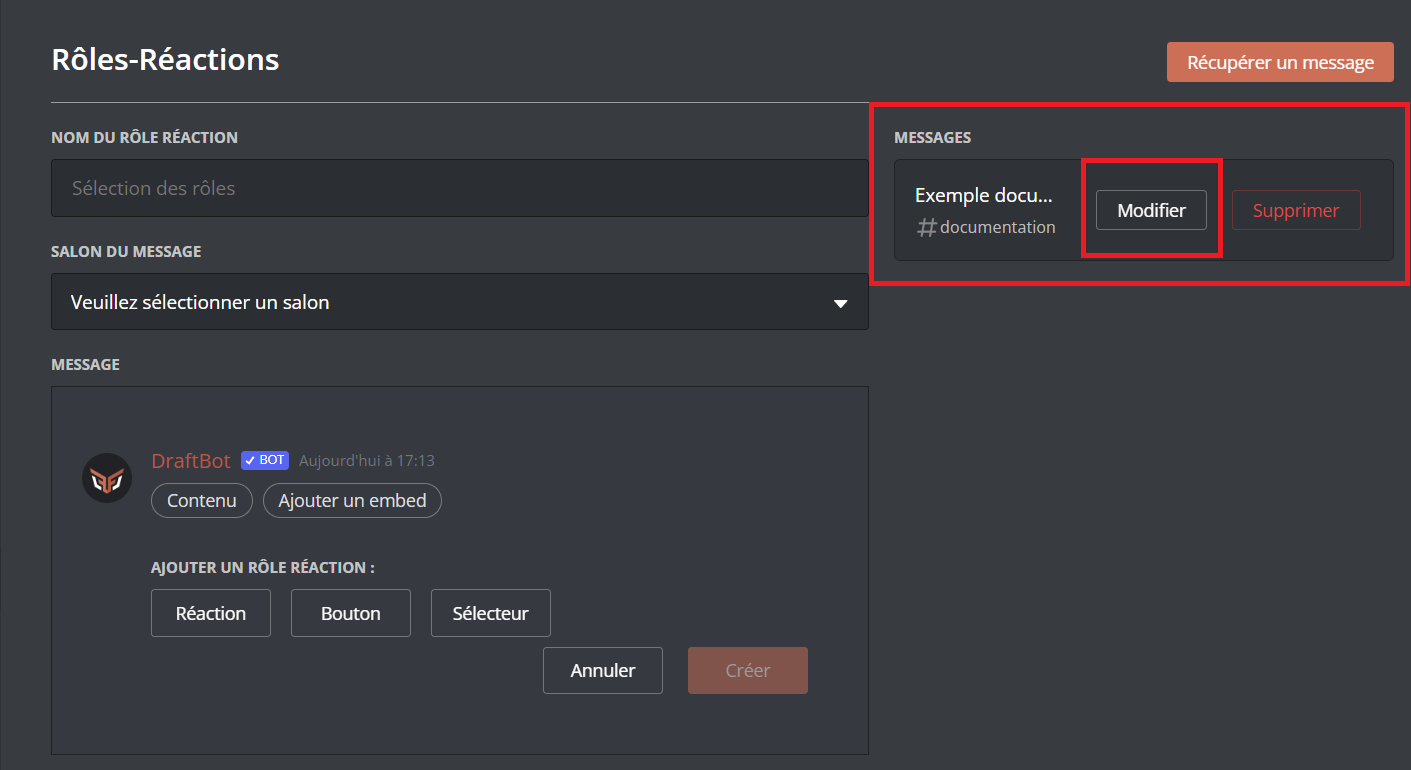 Rôles-Réactions
Récupérer un message
NOM DU RÔLE RÉACTION
Sélection des rôles
SALON DU MESSAGE
Veuillez sélectionner un salon
MESSAGE
DraftBot BOT Aujourd'hui à 17:13
Contenu Ajouter un embed
AJOUTER UN RÔLE RÉACTION :
Réaction Bouton Sélecteur
Annuler Créer
MESSAGES
Exemple docu...
#documentation
Modifier Supprimer